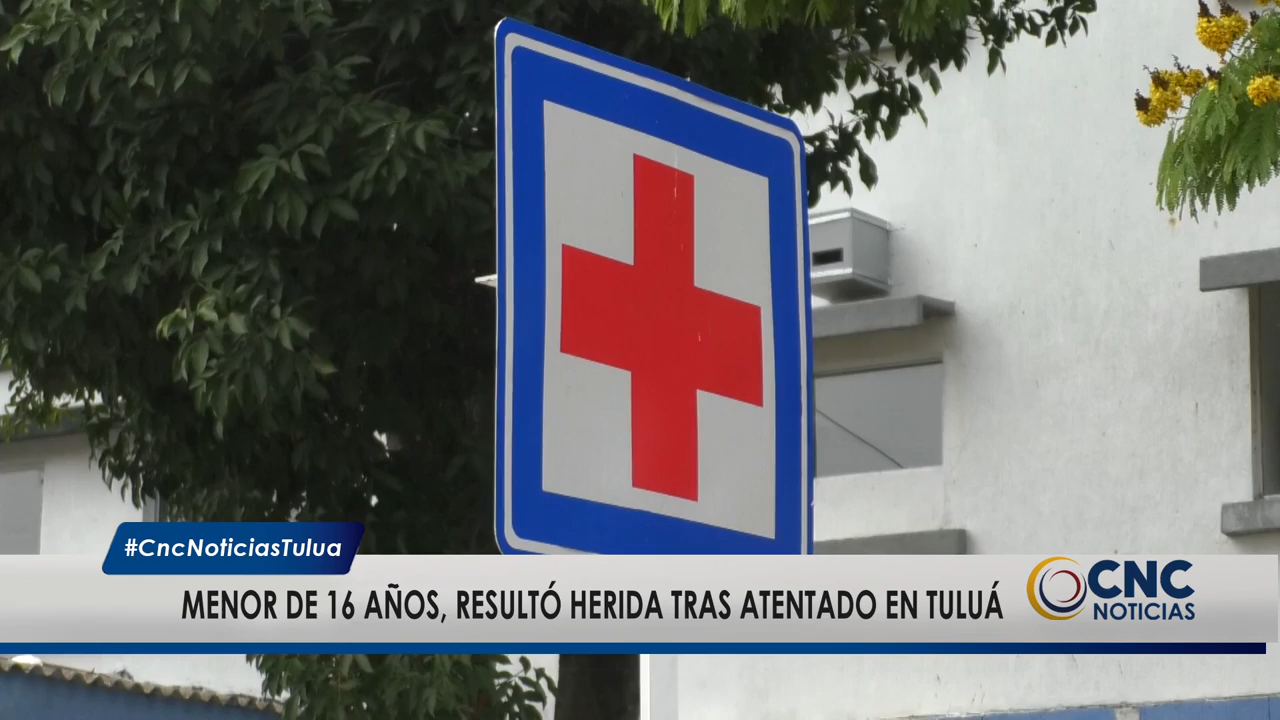 #CncNoticiasTulua
MENOR DE 16 AÑOS, RESULTÓ HERIDA TRAS ATENTADO EN TULUÁ
CNC
NOTICIAS